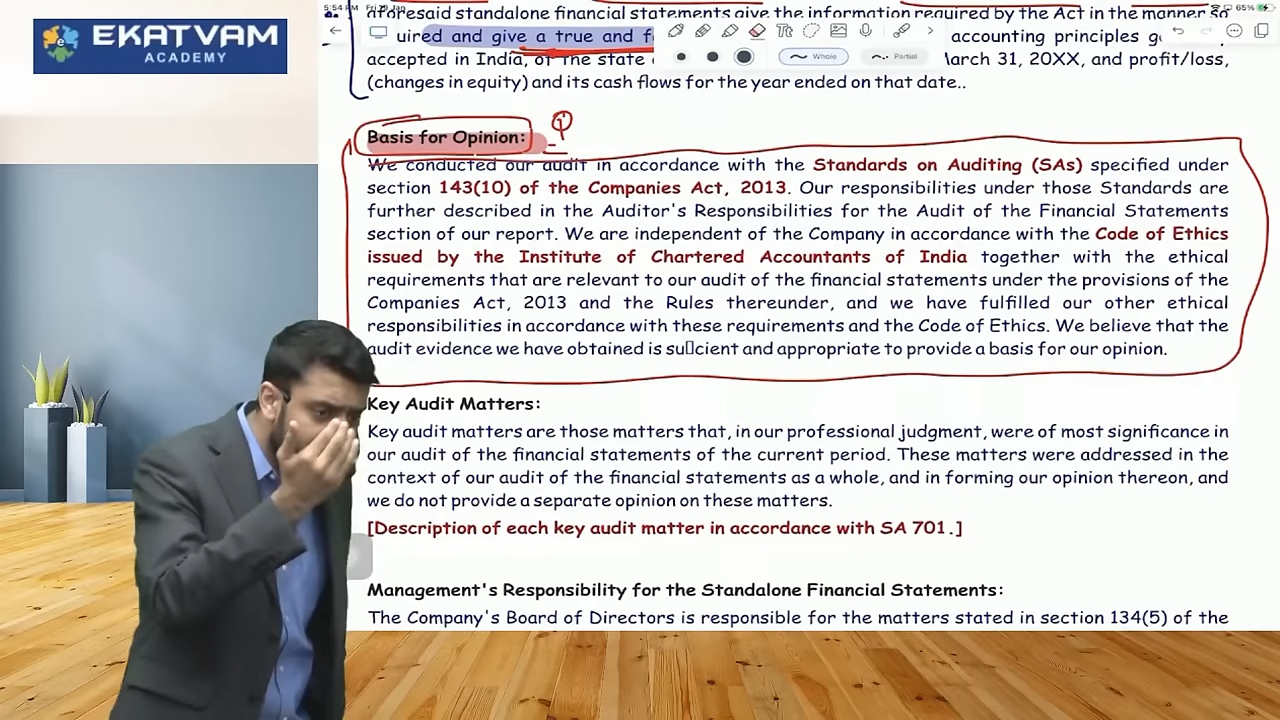 5:54 PM Fri
65%
EKATVAM
ACADEMY
aforesaid standalone financial statements give the information required by the Act in the manner so
uired and give a true and f accounting principles g
Tt
Whole
Partial
accepted in India, of the state March 31, 20XX, and profit/loss,
(changes in equity) and its cash flows for the year ended on that date..
Basis for Opinion:
We conducted our audit in accordance with the Standards on Auditing (SAs) specified under
section 143(10) of the Companies Act, 2013. Our responsibilities under those Standards are
further described in the Auditor's Responsibilities for the Audit of the Financial Statements
section of our report. We are independent of the Company in accordance with the Code of Ethics
issued by the Institute of Chartered Accountants of India together with the ethical
requirements that are relevant to our audit of the financial statements under the provisions of the
Companies Act, 2013 and the Rules thereunder, and we have fulfilled our other ethical
responsibilities in accordance with these requirements and the Code of Ethics. We believe that the
audit evidence we have obtained is su▯cient and appropriate to provide a basis for our opinion.
Key Audit Matters:
Key audit matters are those matters that, in our professional judgment, were of most significance in
our audit of the financial statements of the current period. These matters were addressed in the
context of our audit of the financial statements as a whole, and in forming our opinion thereon, and
we do not provide a separate opinion on these matters.
[Description of each key audit matter in accordance with SA 701.]
Management's Responsibility for the Standalone Financial Statements:
The Company's Board of Directors is responsible for the matters stated in section 134(5) of the